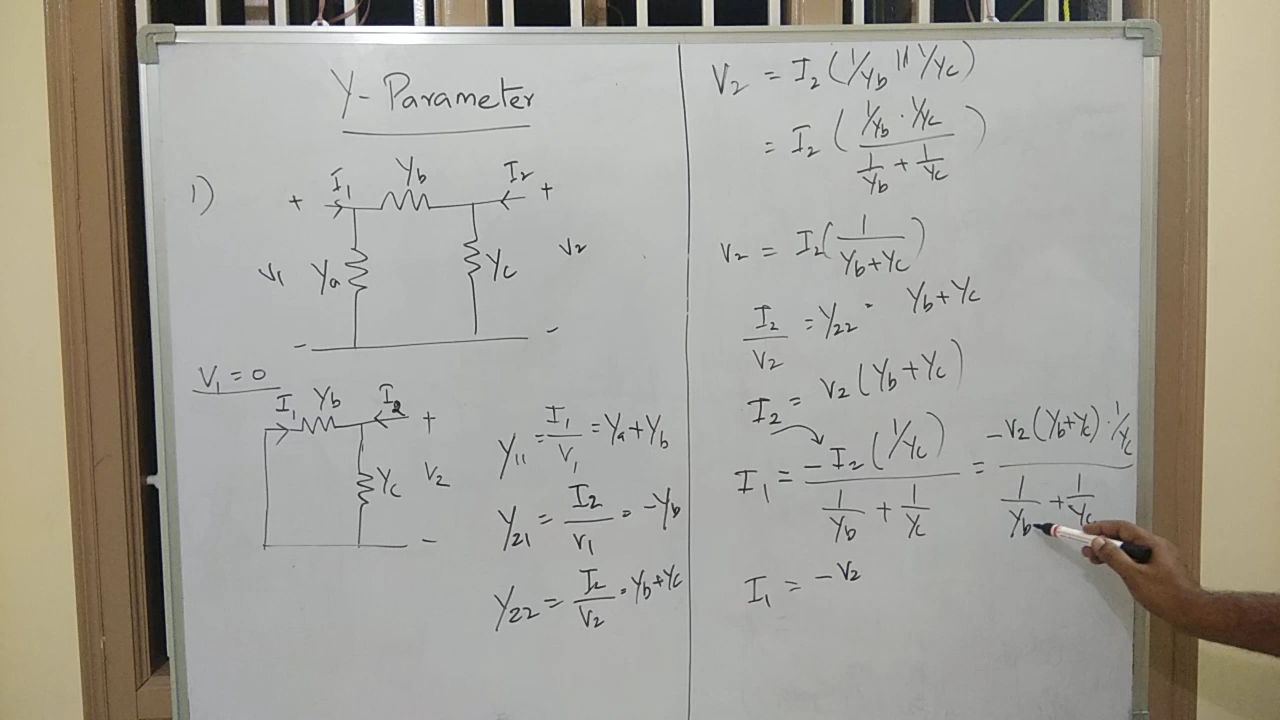 Y-Parameter
1)
I1 Yb I2
+ +
V1 Ya Yc V2
- -
V1 = 0
I1 Yb I2 +
Yc V2
-
Y11 = I1/V1 = Ya + Yb
Y21 = I2/V1 = -Yb
Y22 = I2/V2 = Yb+Yc
V2 = I2 (1/Yb || 1/Yc)
= I2 ( (1/Yb · 1/Yc) / (1/Yb + 1/Yc) )
V2 = I2 ( 1 / (Yb+Yc) )
I2/V2 = Y22 = Yb+Yc
I2 = V2 (Yb+Yc)
I1 = -I2 (1/Yc) / (1/Yb + 1/Yc) = -V2 (Yb+Yc) · 1/Yc / (1/Yb + 1/Yc)
I1 = -V2